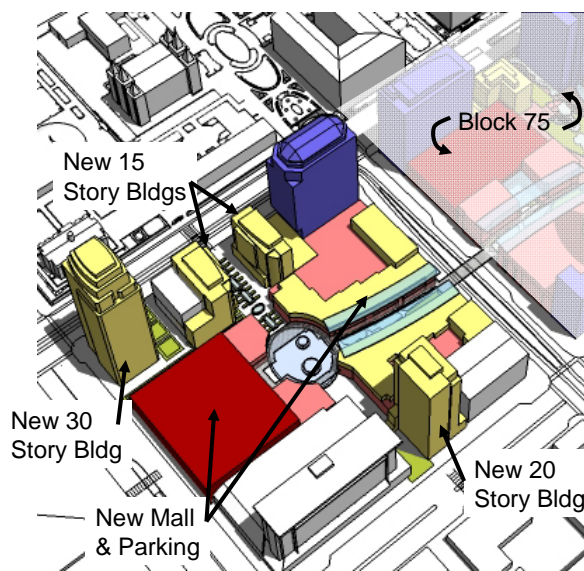 Block 75
New 15
Story Bldgs
New 30
Story Bldg
New 20
Story Bldg
New Mall
& Parking